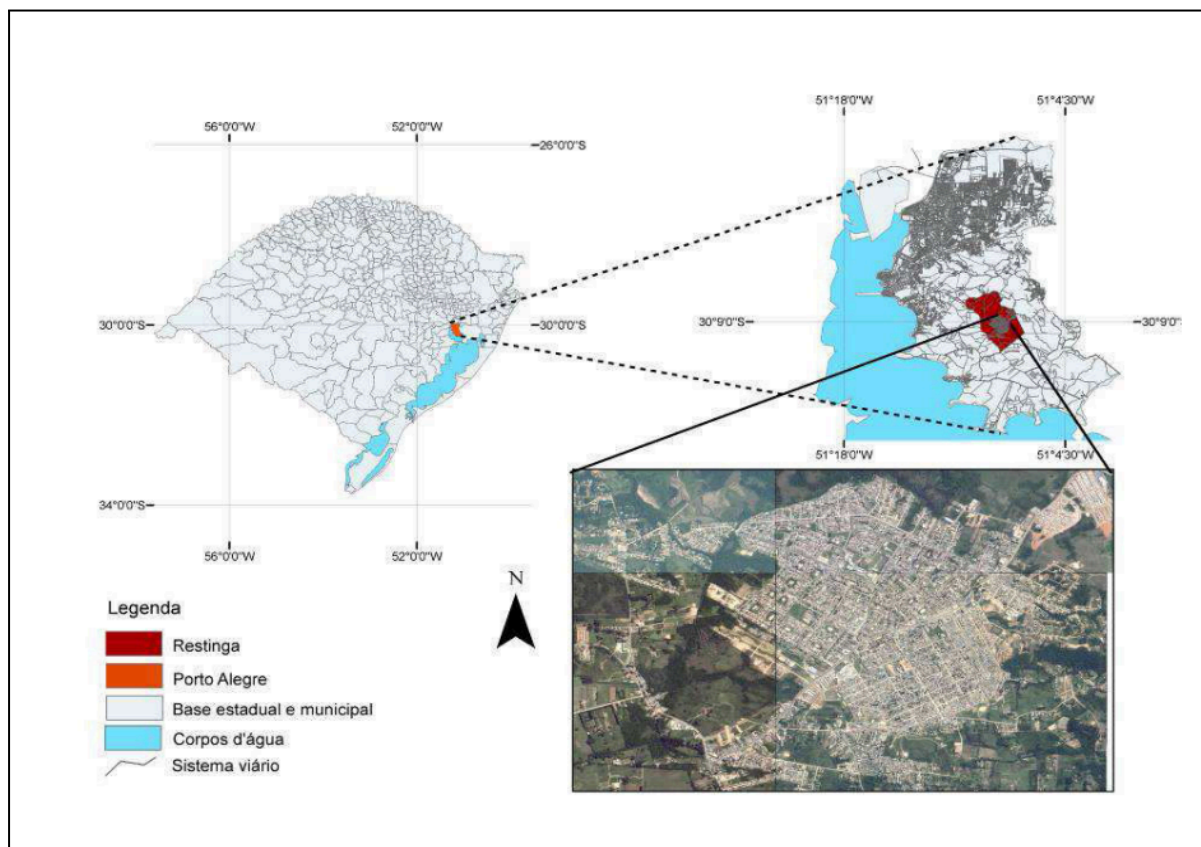 56°0'0"W
52°0'0"W
26°0'0"S
30°0'0"S
30°0'0"S
34°0'0"S
56°0'0"W
52°0'0"W
51°18'0"W
51°4'30"W
30°9'0"S
30°9'0"S
51°18'0"W
51°4'30"W
N
Legenda
Restinga
Porto Alegre
Base estadual e municipal
Corpos d'água
Sistema viário